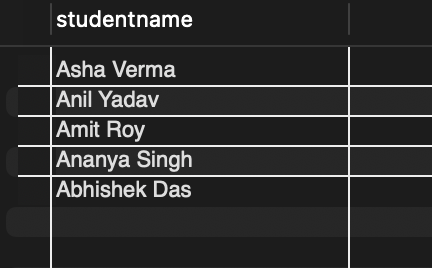 studentname
Asha Verma
Anil Yadav
Amit Roy
Ananya Singh
Abhishek Das